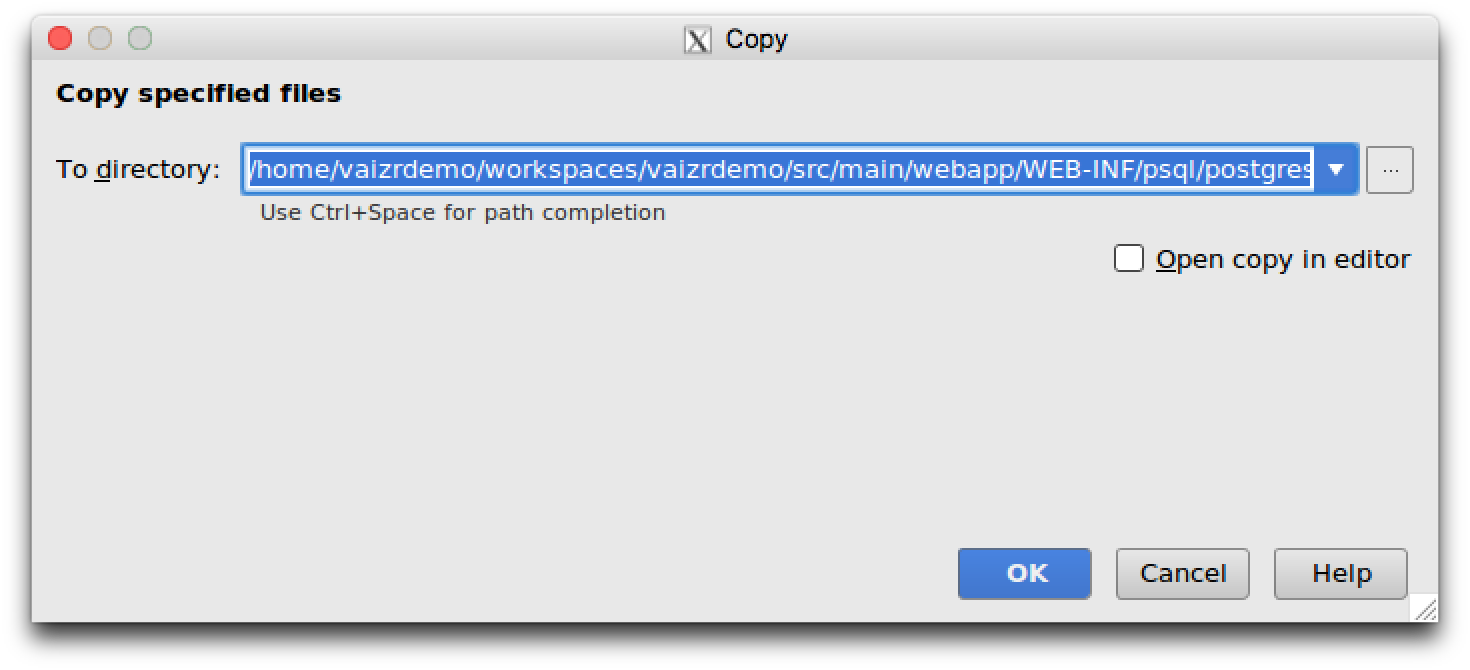 Copy
Copy specified files
To directory: /home/vaizrdemo/workspaces/vaizrdemo/src/main/webapp/WEB-INF/psql/postgres ...
Use Ctrl+Space for path completion
Open copy in editor
OK Cancel Help